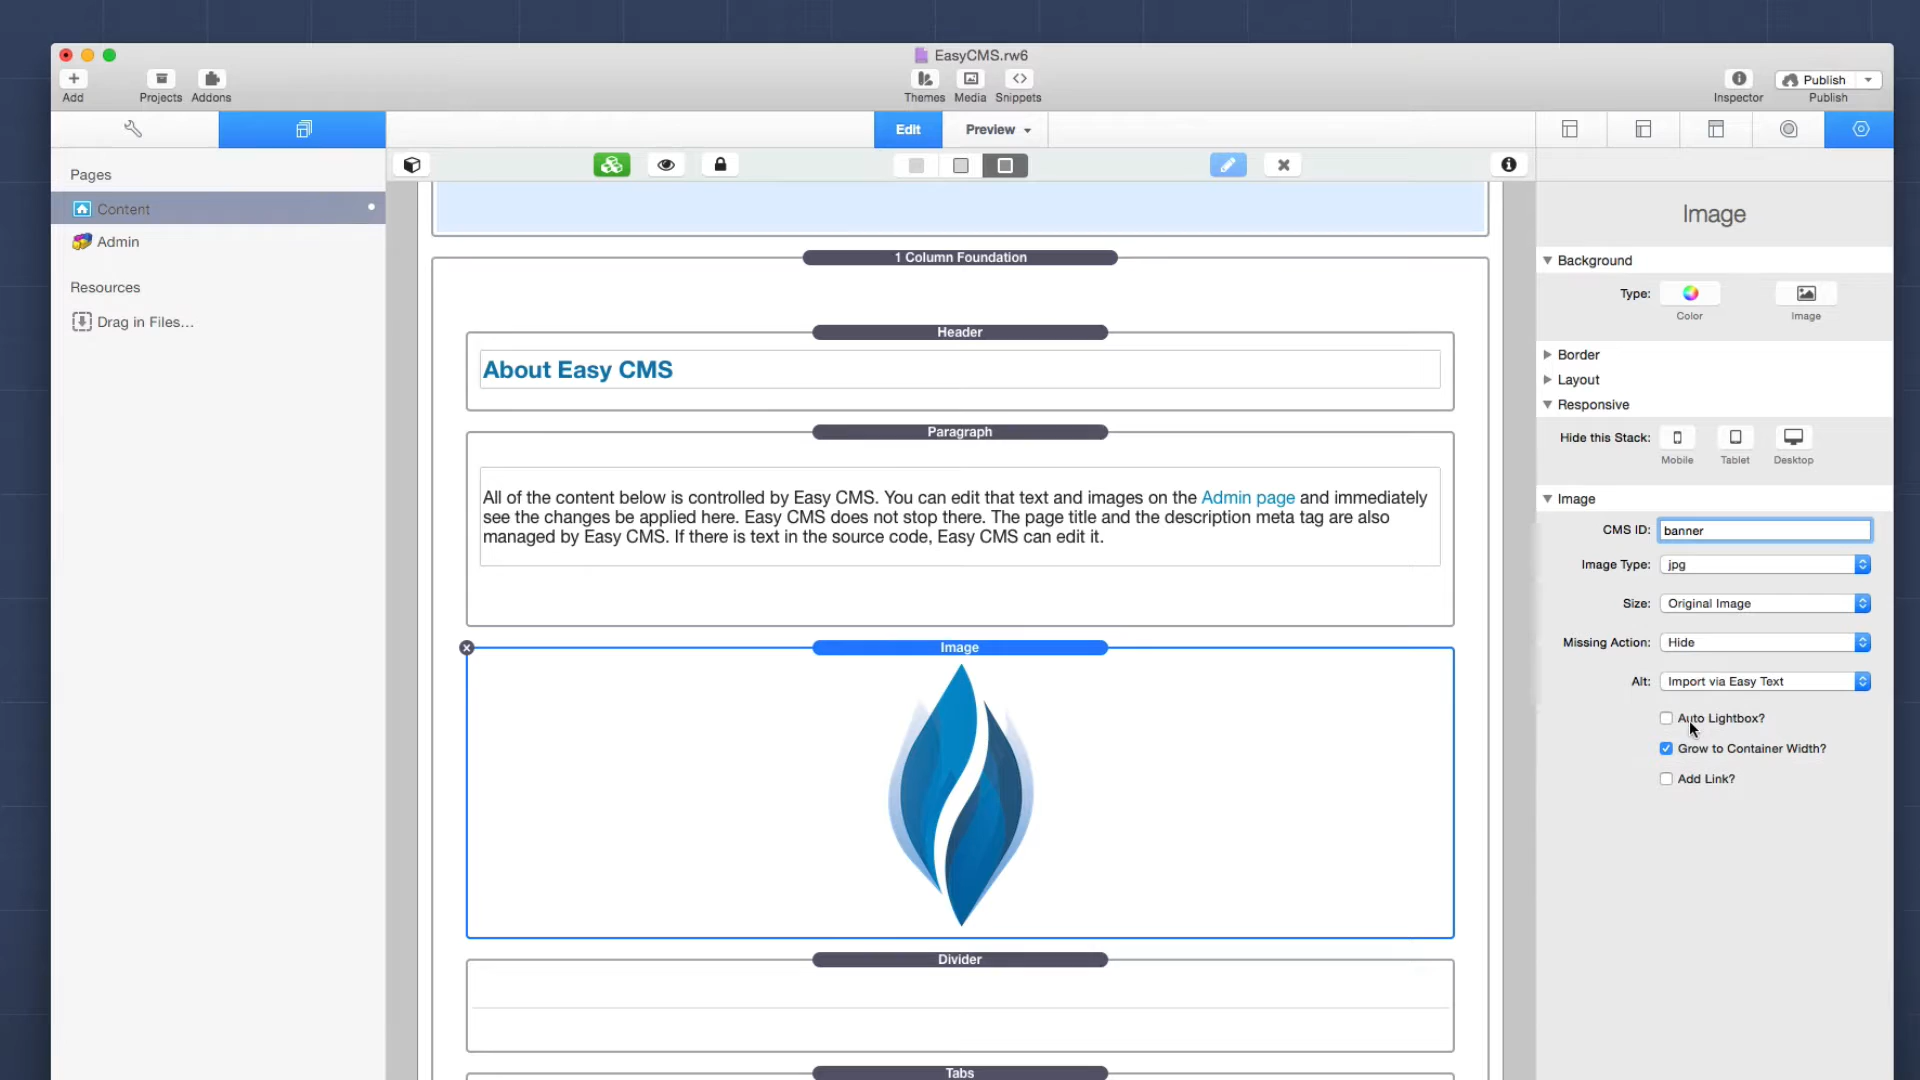 EasyCMS.rw6
Add
Projects
Addons
Themes
Media
Snippets
Inspector
Publish
Publish
Edit
Preview
Pages
Content
Admin
Resources
Drag in Files...
1 Column Foundation
Header
About Easy CMS
Paragraph
All of the content below is controlled by Easy CMS. You can edit that text and images on the Admin page and immediately
see the changes be applied here. Easy CMS does not stop there. The page title and the description meta tag are also
managed by Easy CMS. If there is text in the source code, Easy CMS can edit it.
Image
Divider
Tabs
Image
Background
Type:
Color
Image
Border
Layout
Responsive
Hide this Stack:
Mobile
Tablet
Desktop
Image
CMS ID: banner
Image Type: jpg
Size: Original Image
Missing Action: Hide
Alt: Import via Easy Text
Auto Lightbox?
Grow to Container Width?
Add Link?